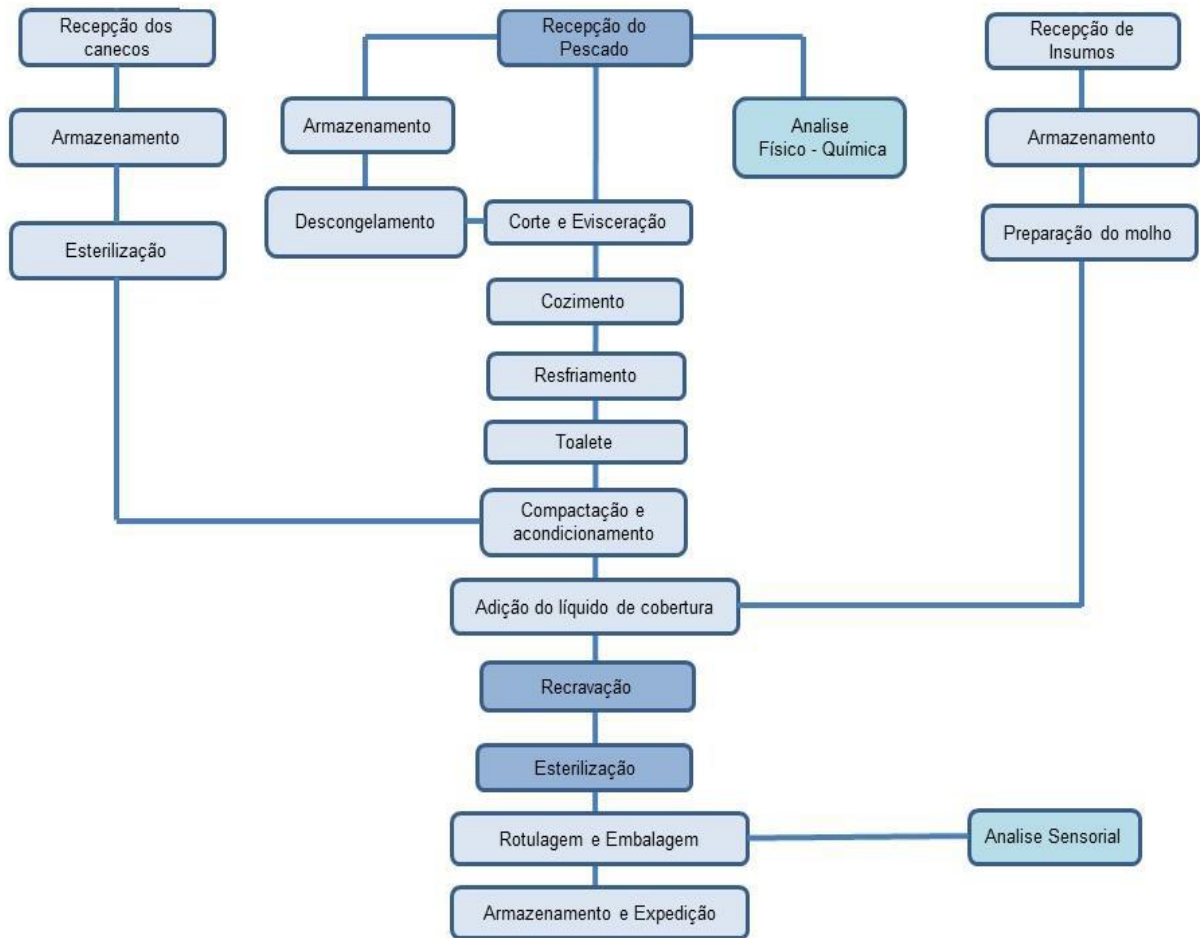 Recepção dos
canecos
Armazenamento
Esterilização
Recepção do
Pescado
Armazenamento
Descongelamento
Analise
Físico - Química
Corte e Evisceração
Cozimento
Resfriamento
Toalete
Compactação e
acondicionamento
Recepção de
Insumos
Armazenamento
Preparação do molho
Adição do líquido de cobertura
Recravação
Esterilização
Rotulagem e Embalagem
Analise Sensorial
Armazenamento e Expedição